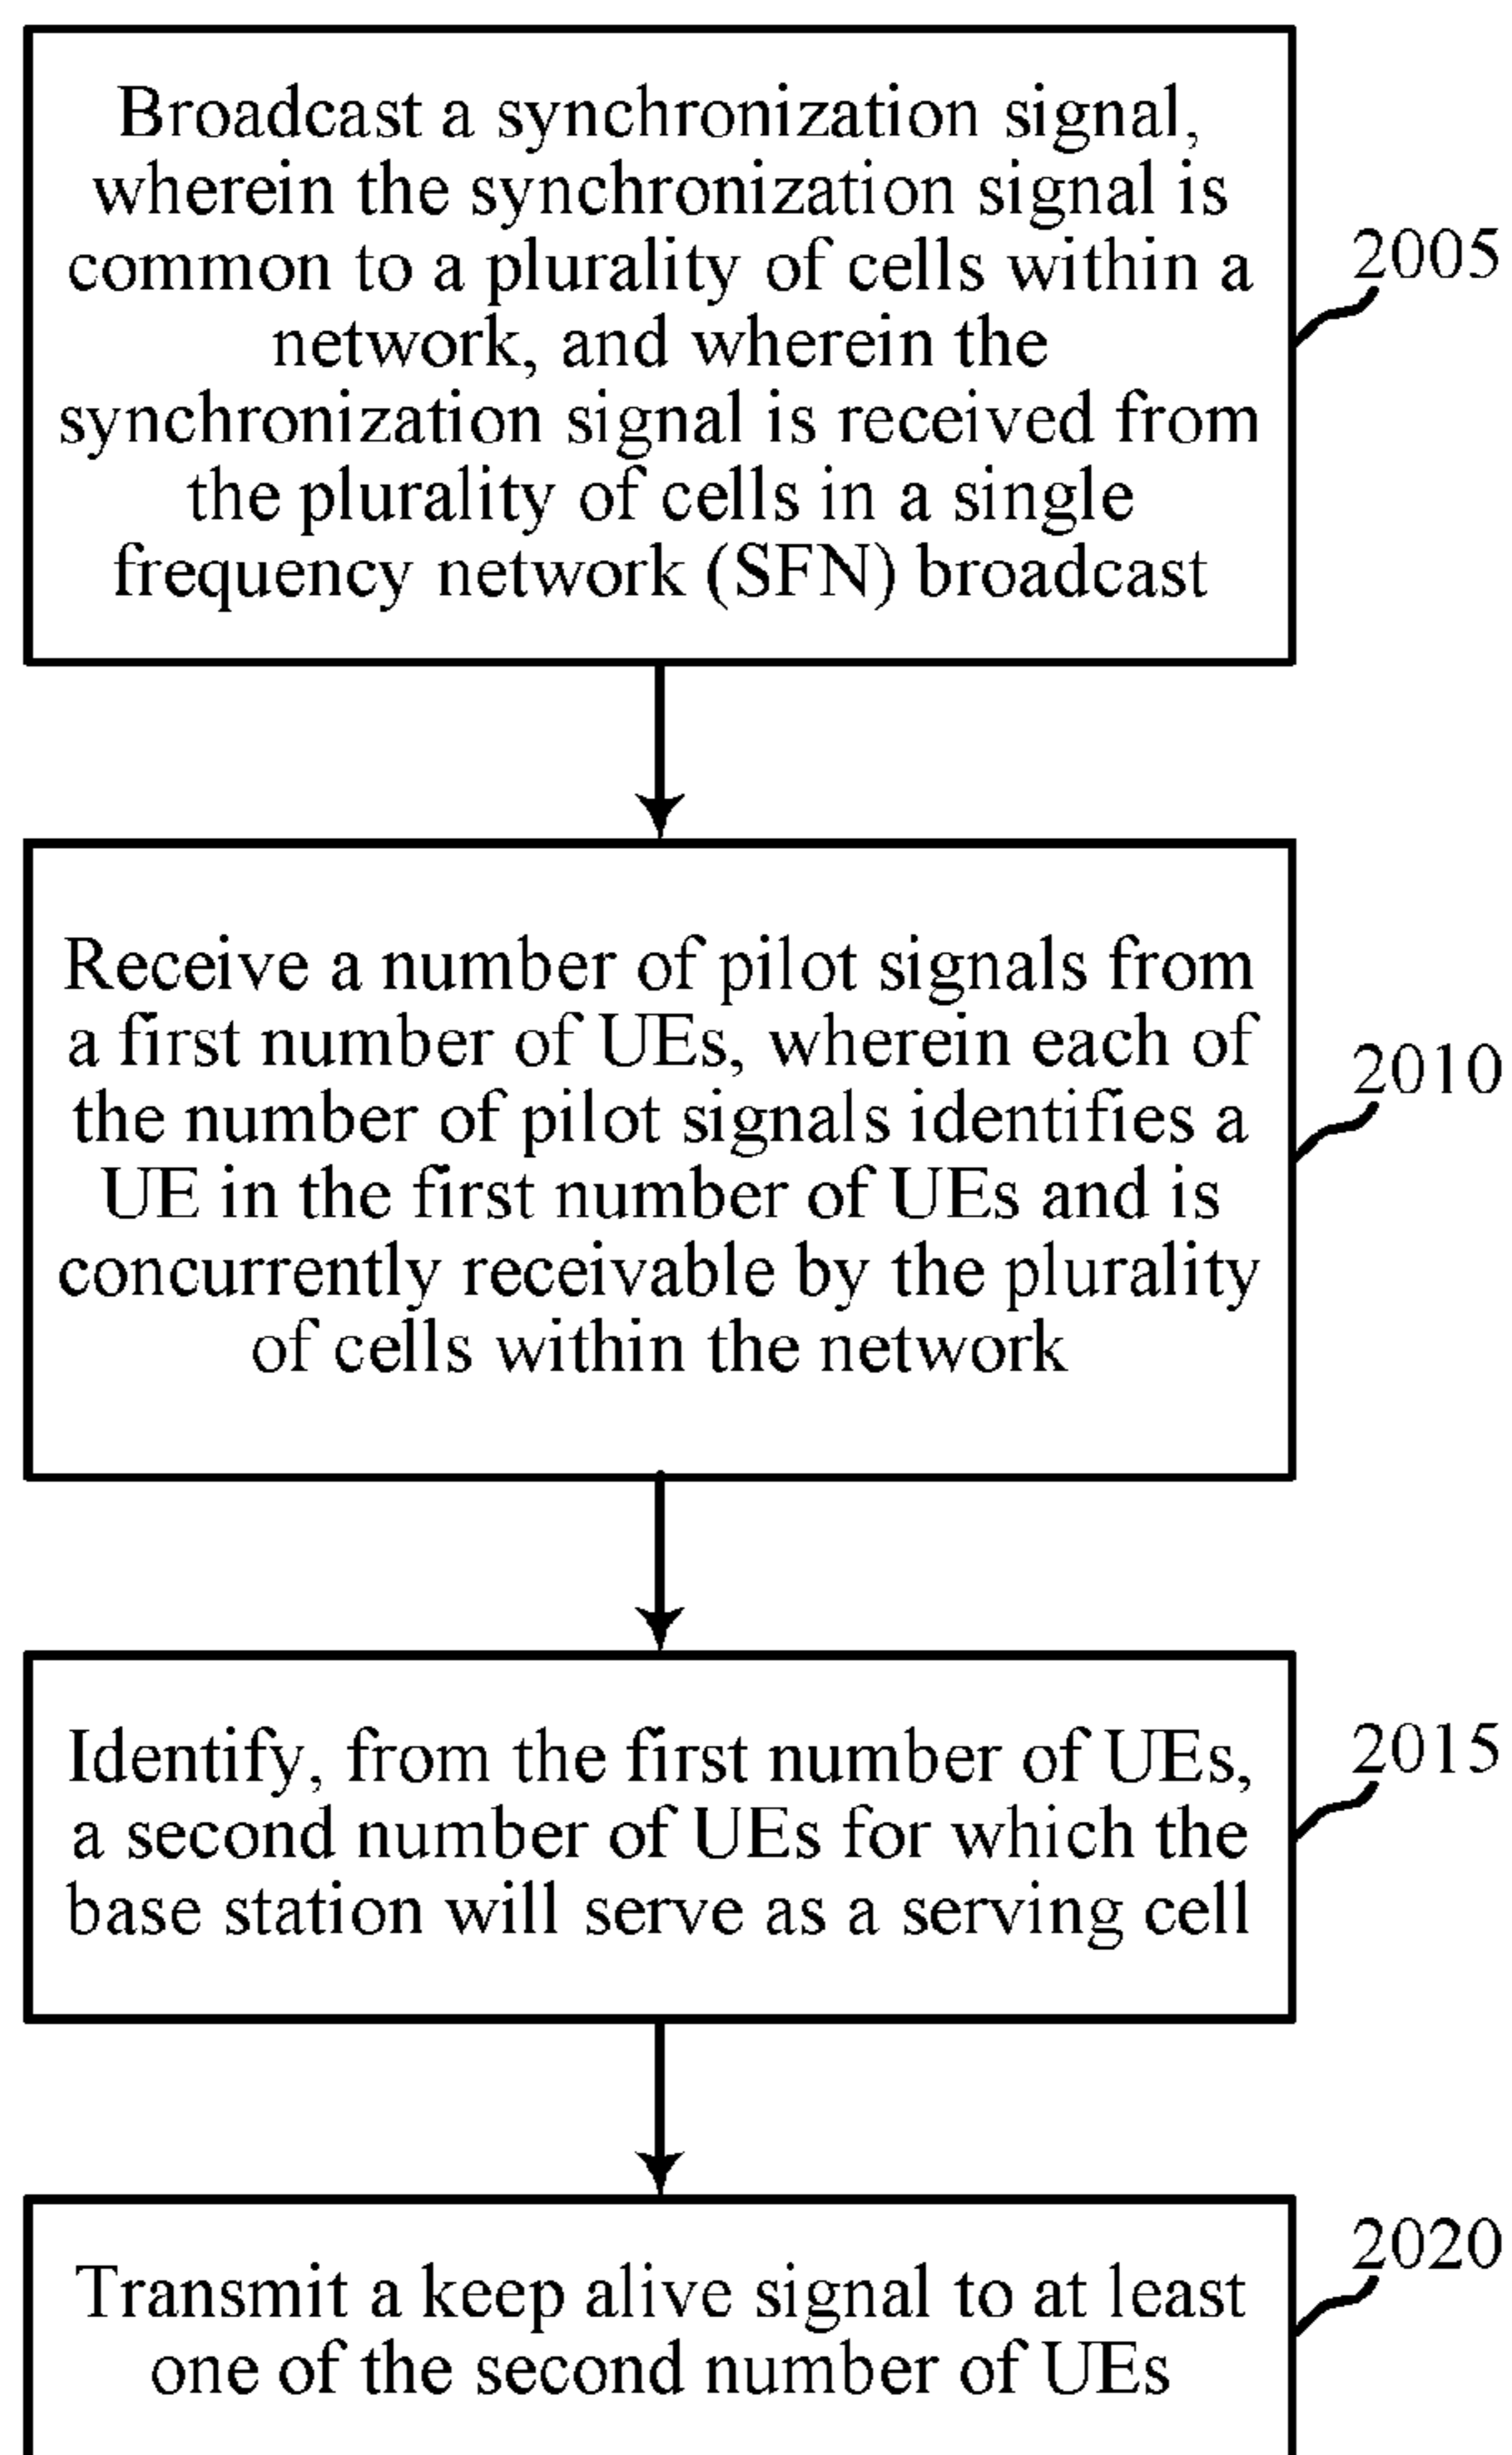 Broadcast a synchronization signal,
wherein the synchronization signal is
common to a plurality of cells within a
network, and wherein the
synchronization signal is received from
the plurality of cells in a single
frequency network (SFN) broadcast
2005
Receive a number of pilot signals from
a first number of UEs, wherein each of
the number of pilot signals identifies a
UE in the first number of UEs and is
concurrently receivable by the plurality
of cells within the network
2010
Identify, from the first number of UEs,
a second number of UEs for which the
base station will serve as a serving cell
2015
Transmit a keep alive signal to at least
one of the second number of UEs
2020